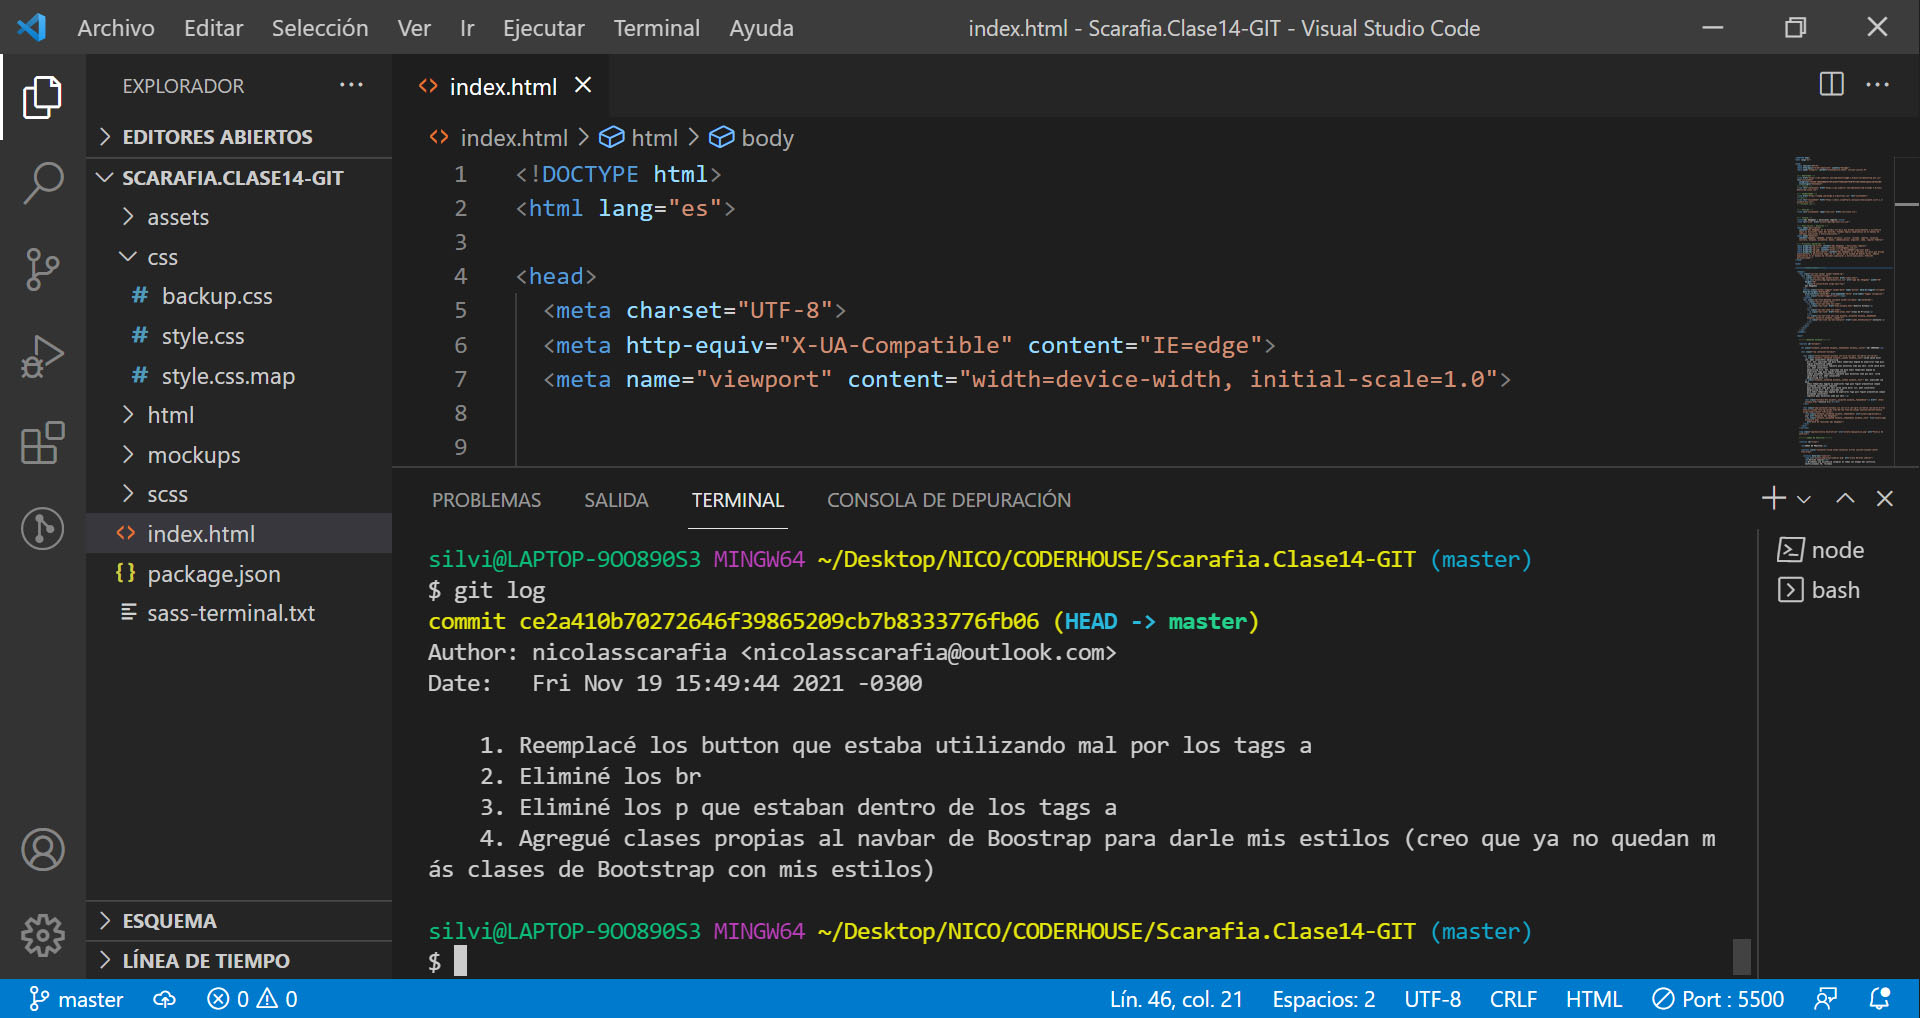 Archivo Editar Selección Ver Ir Ejecutar Terminal Ayuda index.html - Scarafia.Clase14-GIT - Visual Studio Code
EXPLORADOR
EDITORES ABIERTOS
SCARAFIA.CLASE14-GIT
assets
css
# backup.css
# style.css
# style.css.map
html
mockups
scss
<> index.html
{} package.json
sass-terminal.txt
ESQUEMA
LÍNEA DE TIEMPO
<> index.html
<> index.html > html > body
1 <!DOCTYPE html>
2 <html lang="es">
3
4 <head>
5 <meta charset="UTF-8">
6 <meta http-equiv="X-UA-Compatible" content="IE=edge">
7 <meta name="viewport" content="width=device-width, initial-scale=1.0">
8
9
PROBLEMAS SALIDA TERMINAL CONSOLA DE DEPURACIÓN
silvi@LAPTOP-9OO890S3 MINGW64 ~/Desktop/NICO/CODERHOUSE/Scarafia.Clase14-GIT (master)
$ git log
commit ce2a410b70272646f39865209cb7b8333776fb06 (HEAD -> master)
Author: nicolasscarafia <nicolasscarafia@outlook.com>
Date: Fri Nov 19 15:49:44 2021 -0300
1. Reemplacé los button que estaba utilizando mal por los tags a
2. Eliminé los br
3. Eliminé los p que estaban dentro de los tags a
4. Agregué clases propias al navbar de Boostrap para darle mis estilos (creo que ya no quedan m
ás clases de Bootstrap con mis estilos)
silvi@LAPTOP-9OO890S3 MINGW64 ~/Desktop/NICO/CODERHOUSE/Scarafia.Clase14-GIT (master)
$
node
bash
master 0 0 Lín. 46, col. 21 Espacios: 2 UTF-8 CRLF HTML Port : 5500